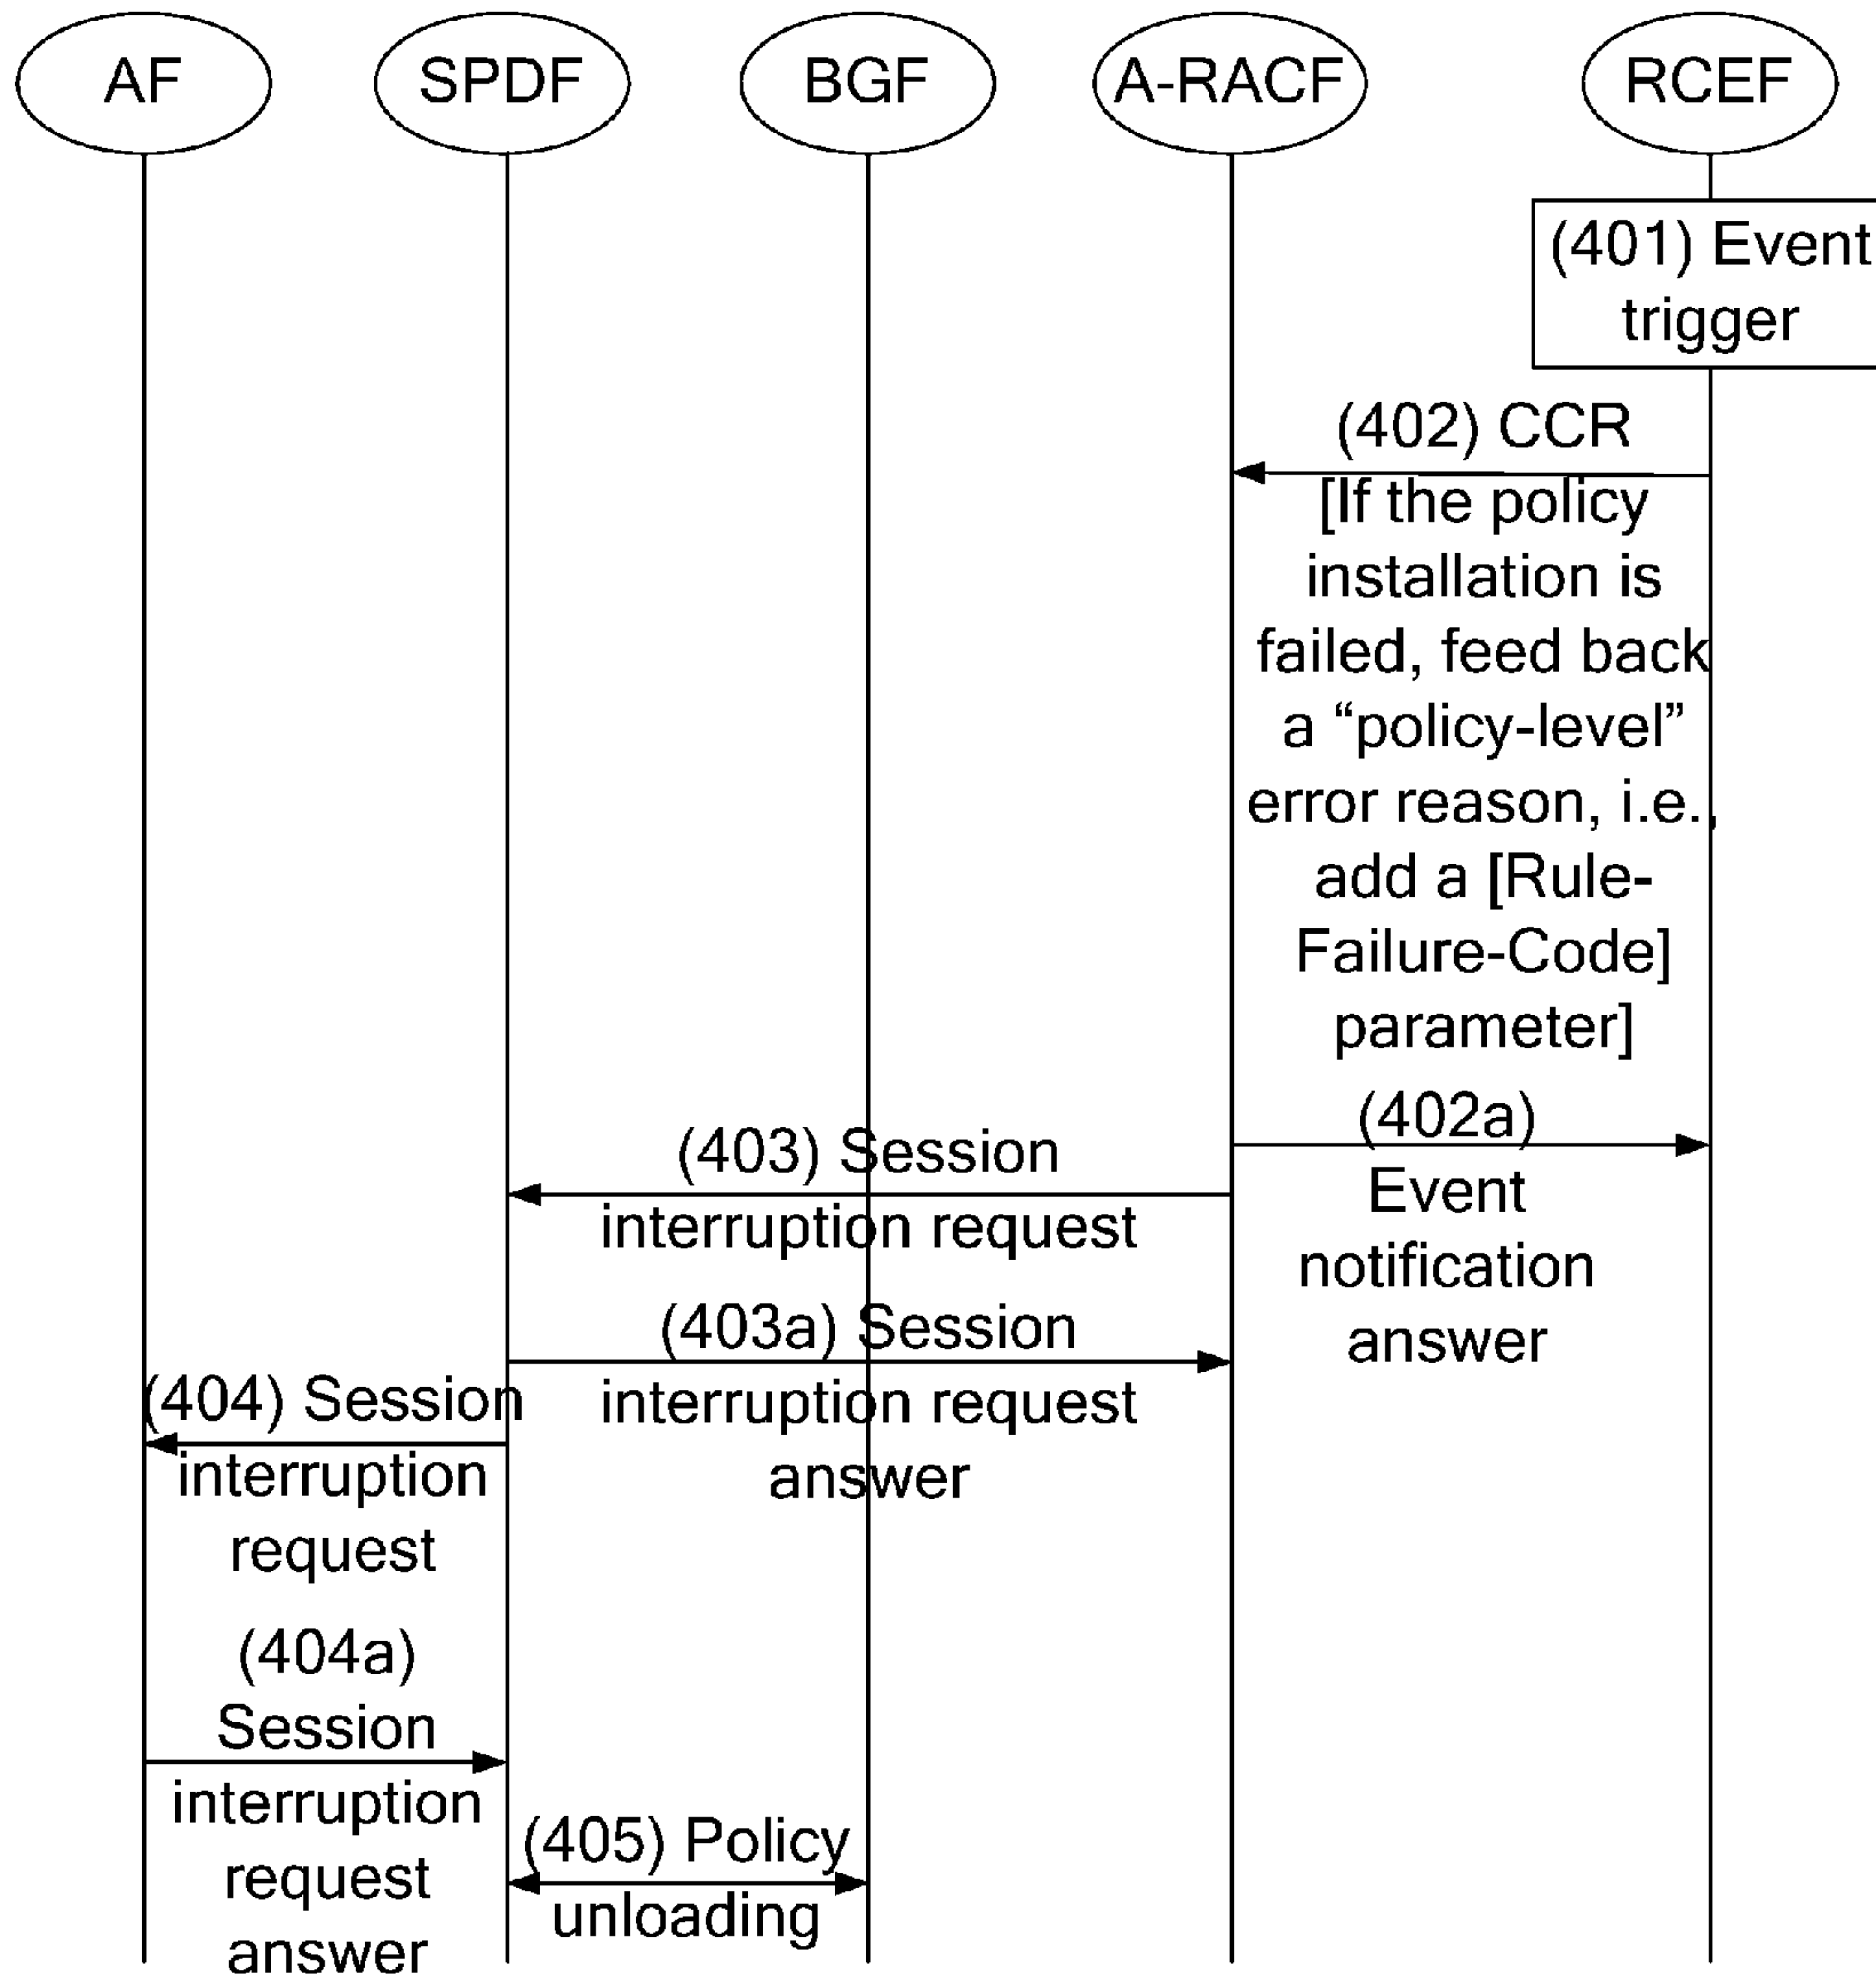 AF
SPDF
BGF
A-RACF
RCEF
(401) Event
trigger
(402) CCR
[If the policy
installation is
failed, feed back
a “policy-level”
error reason, i.e.,
add a [Rule-
Failure-Code]
parameter]
(402a)
Event
notification
answer
(403) Session
interruption request
(403a) Session
interruption request
answer
(404) Session
interruption
request
(404a)
Session
interruption
request
answer
(405) Policy
unloading